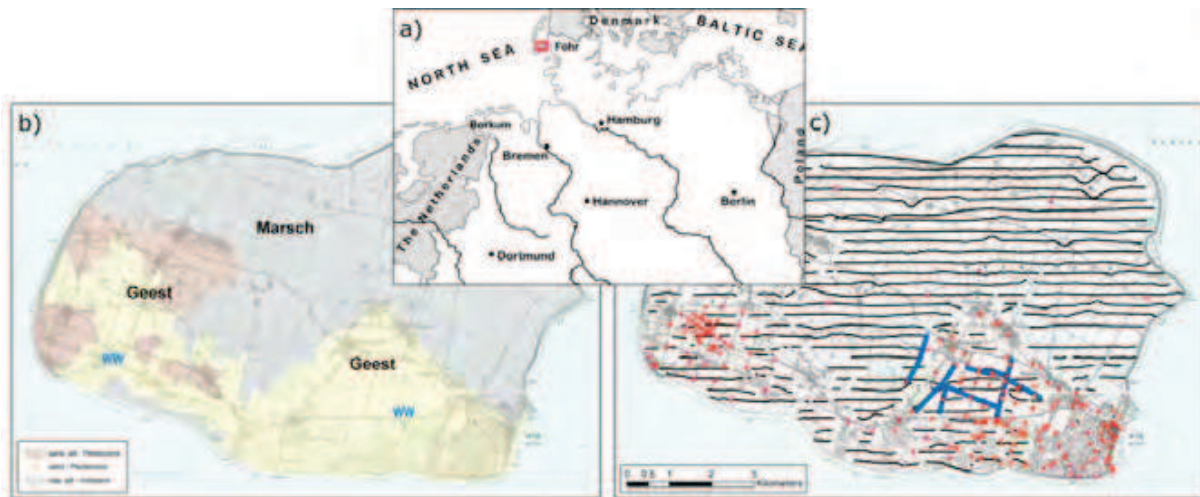 a)
Denmark
BALTIC SEA
Föhr
NORTH SEA
b)
c)
Borkum
Hamburg
Bremen
The Netherlands
Poland
Hannover
Berlin
Dortmund
Marsch
Geest
Geest
WW
WW
0 0.5 1 2
Kilometers